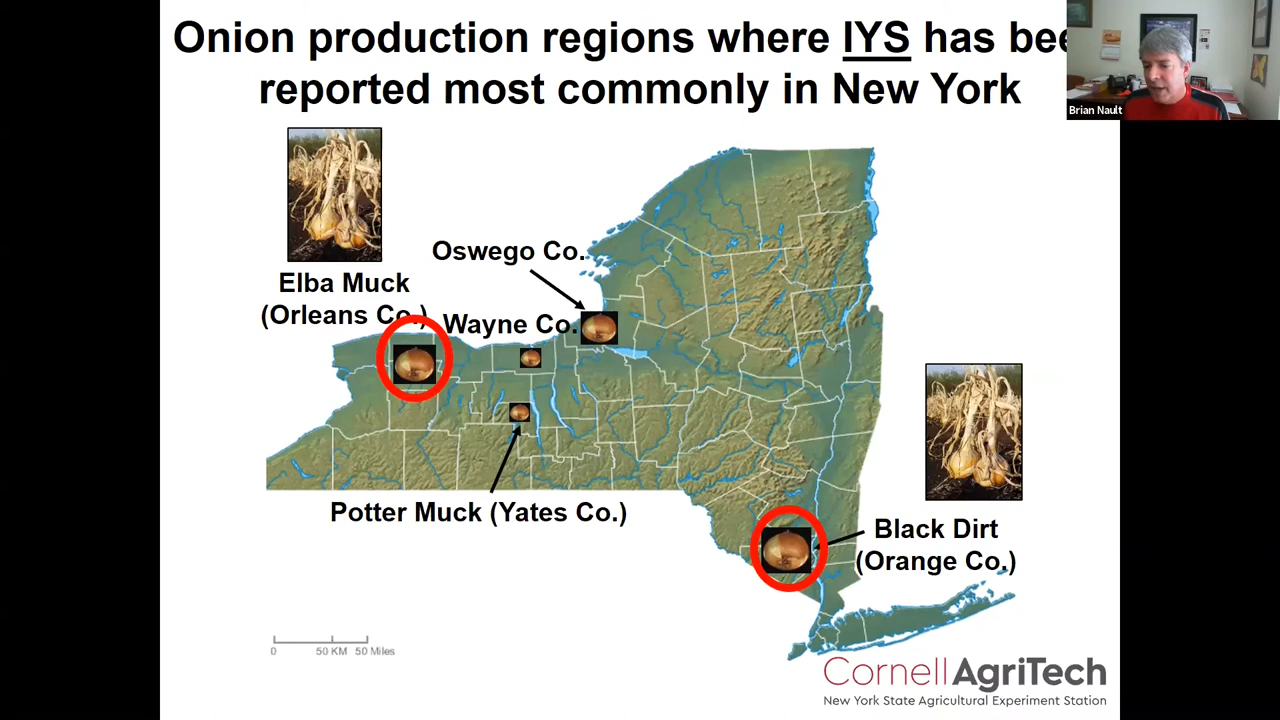 Onion production regions where IYS has bee
reported most commonly in New York
Brian Nault
Oswego Co.
Elba Muck
(Orleans Co.)
Wayne Co.
Potter Muck (Yates Co.)
Black Dirt
(Orange Co.)
0 50 KM 50 Miles
Cornell AgriTech
New York State Agricultural Experiment Station